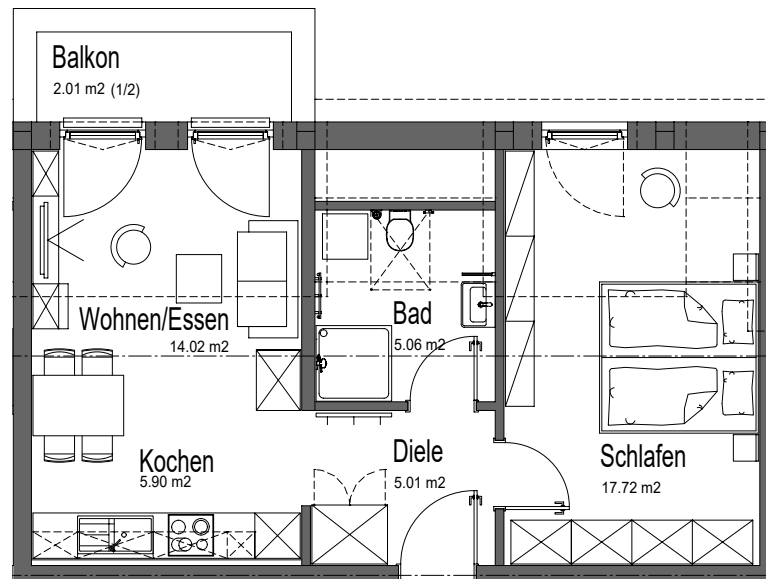 Balkon
2.01 m2 (1/2)
Wohnen/Essen
14.02 m2
Bad
5.06 m2
Kochen
5.90 m2
Diele
5.01 m2
Schlafen
17.72 m2